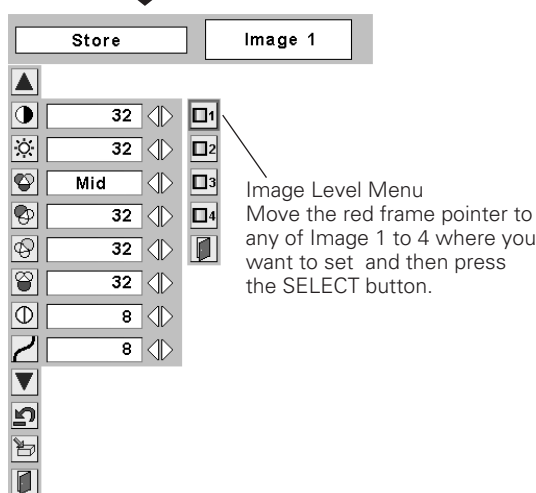 Store Image 1
32 1
32 2
Mid 3
32 4
32
32
8
8
Image Level Menu
Move the red frame pointer to
any of Image 1 to 4 where you
want to set and then press
the SELECT button.